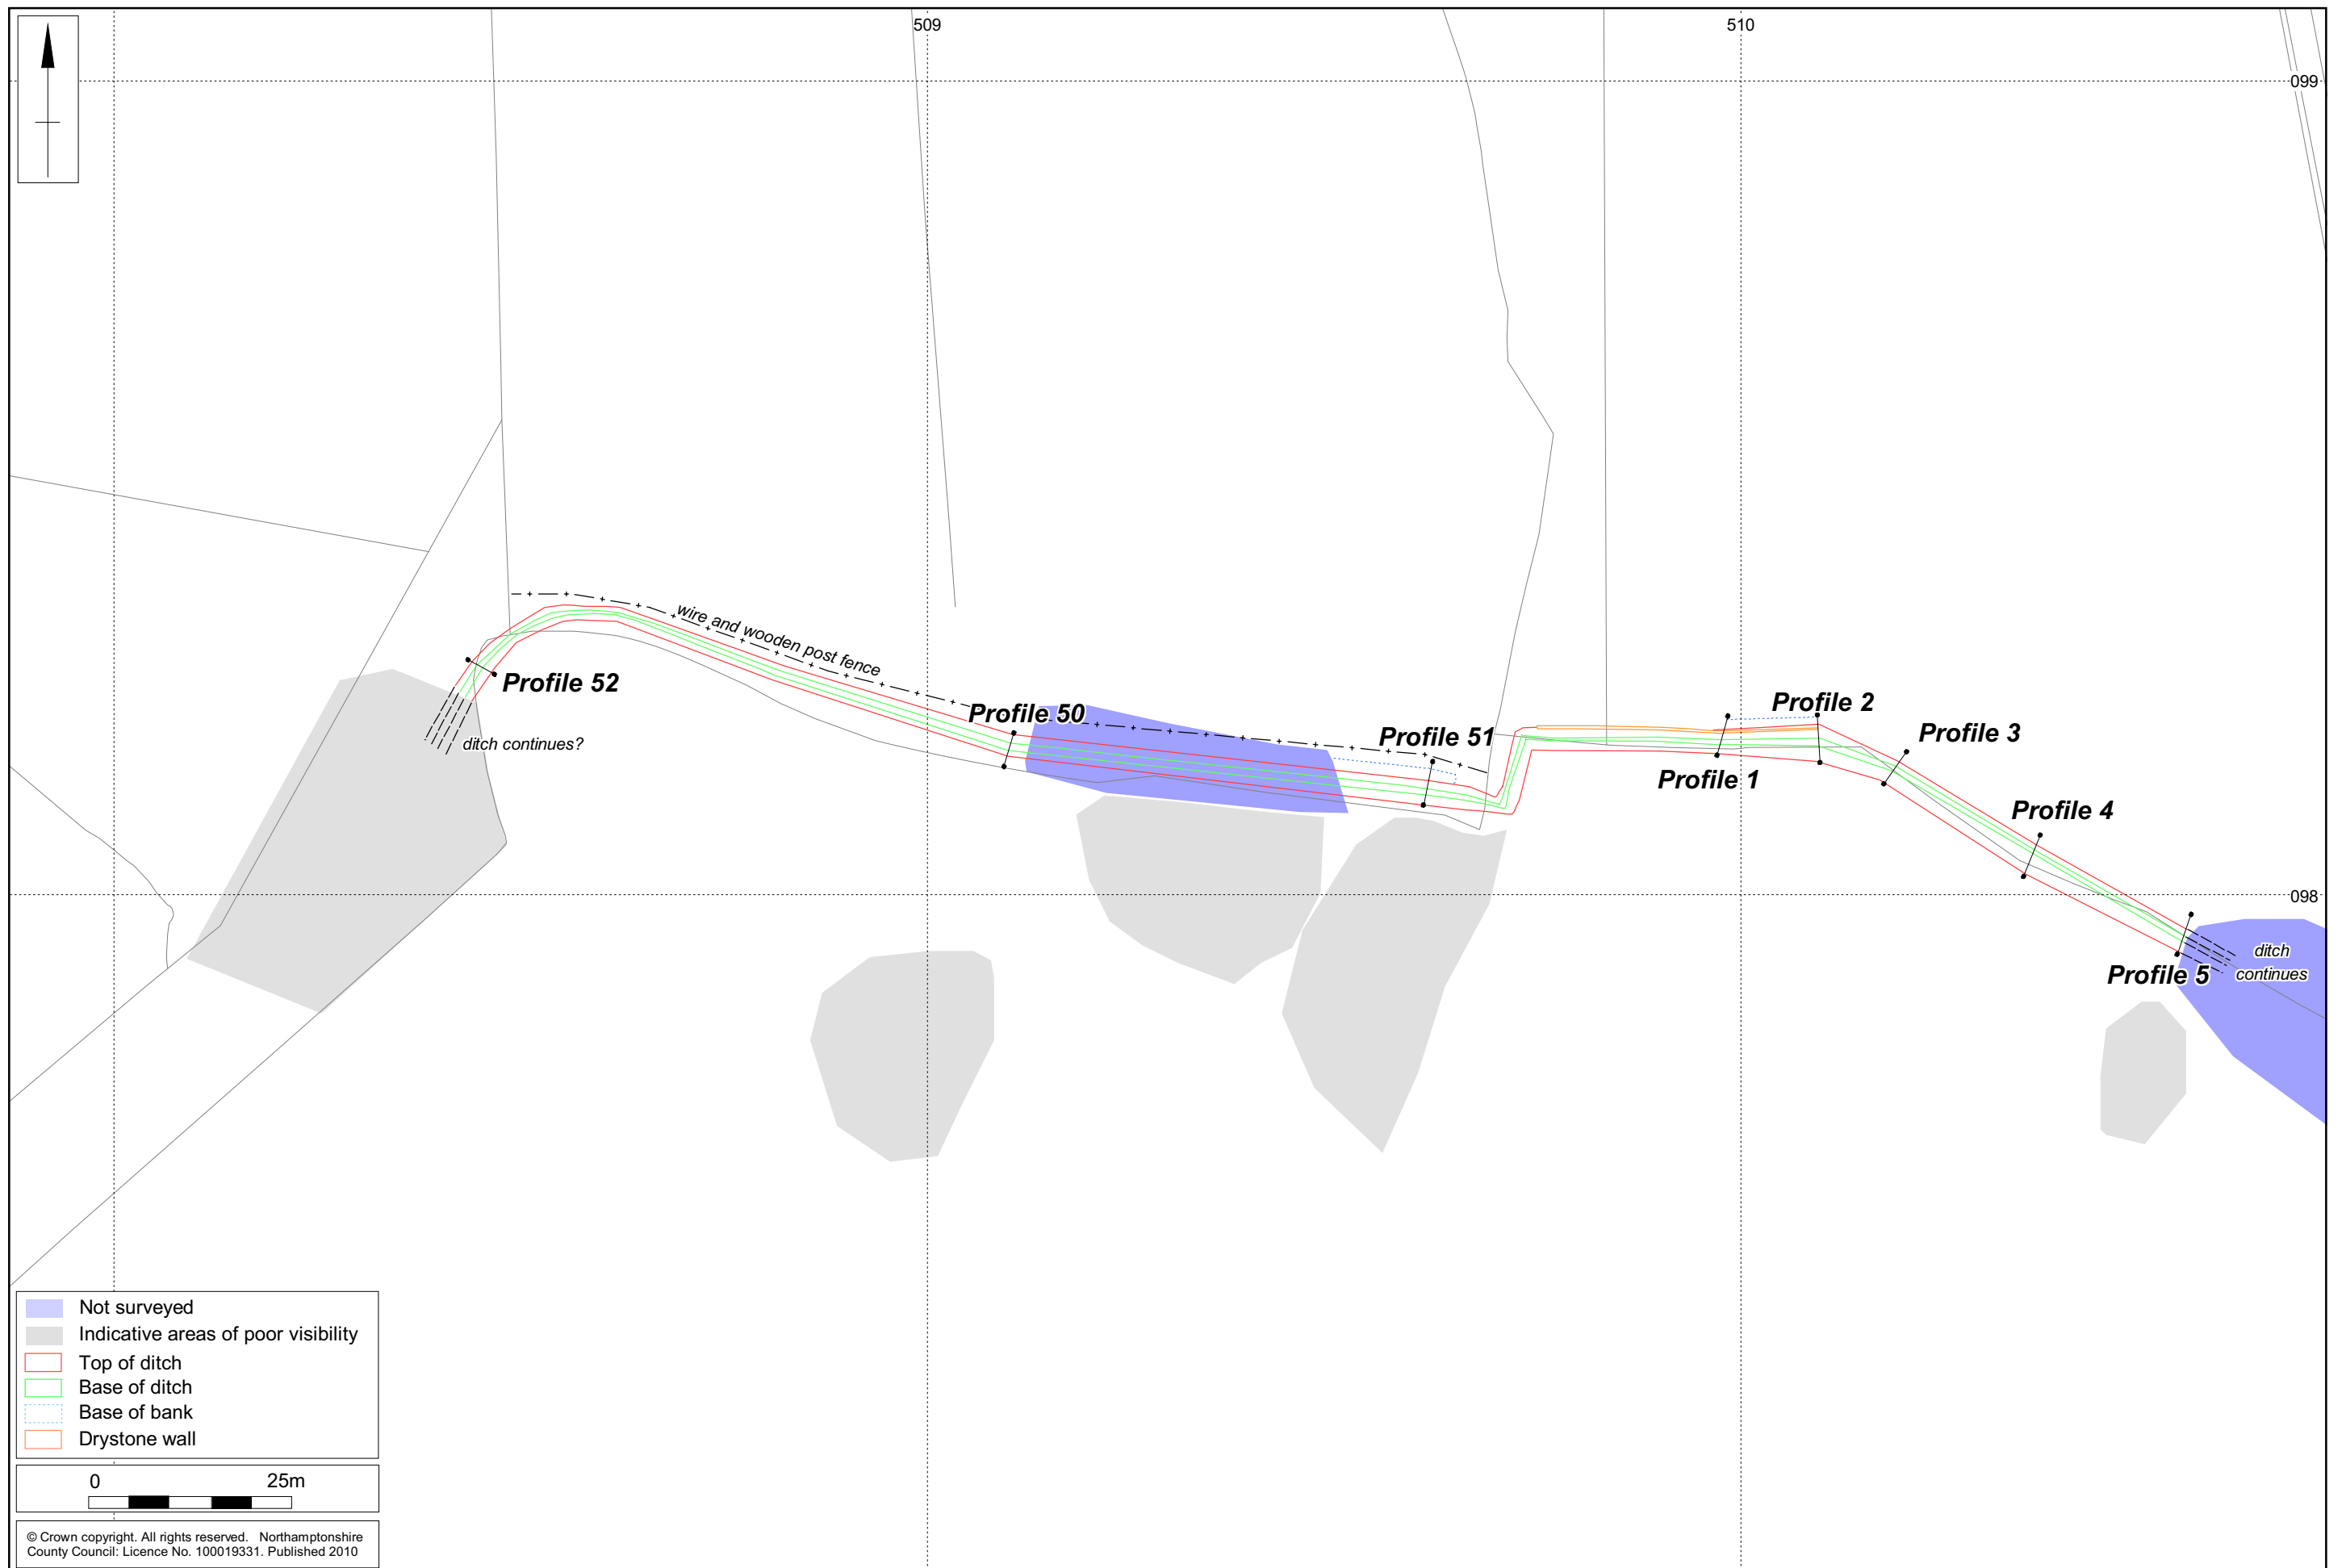 509
510
099
wire and wooden post fence
Profile 52
Profile 50
Profile 2
Profile 51
Profile 3
ditch continues?
Profile 1
Profile 4
098
ditch
continues
Profile 5
Not surveyed
Indicative areas of poor visibility
Top of ditch
Base of ditch
Base of bank
Drystone wall
0 25m
© Crown copyright. All rights reserved. Northamptonshire
County Council: Licence No. 100019331. Published 2010